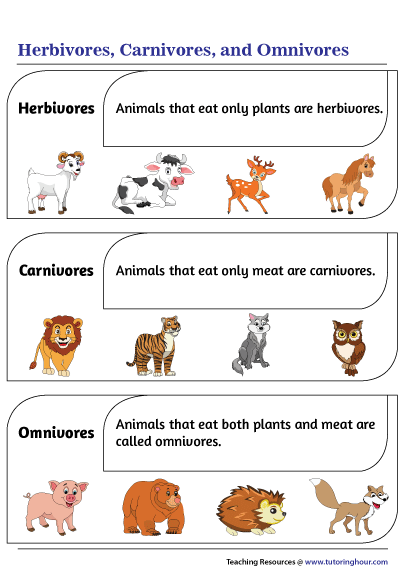 Herbivores, Carnivores, and Omnivores
Herbivores
Animals that eat only plants are herbivores.
Carnivores
Animals that eat only meat are carnivores.
Omnivores
Animals that eat both plants and meat are
called omnivores.
Teaching Resources @ www.tutoringhour.com